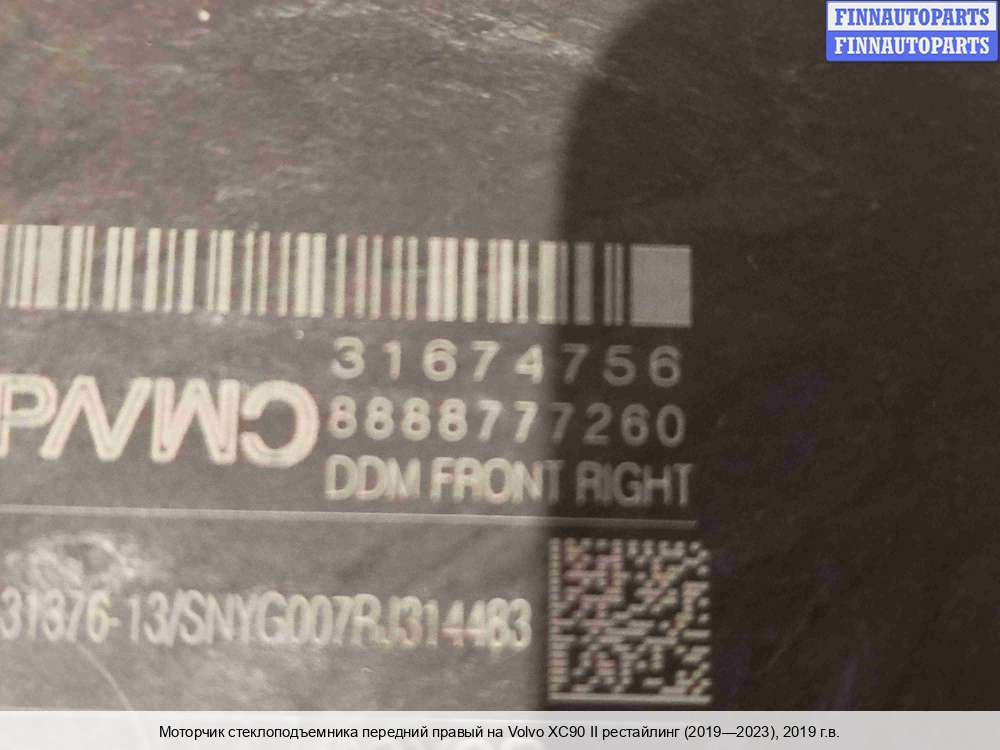 FINNAUTOPARTS
FINNAUTOPARTS
31674756
8888777260
DDM FRONT RIGHT
31376-13/SNYG007RJ314483
Моторчик стеклоподъемника передний правый на Volvo XC90 II рестайлинг (2019—2023), 2019 г.в.